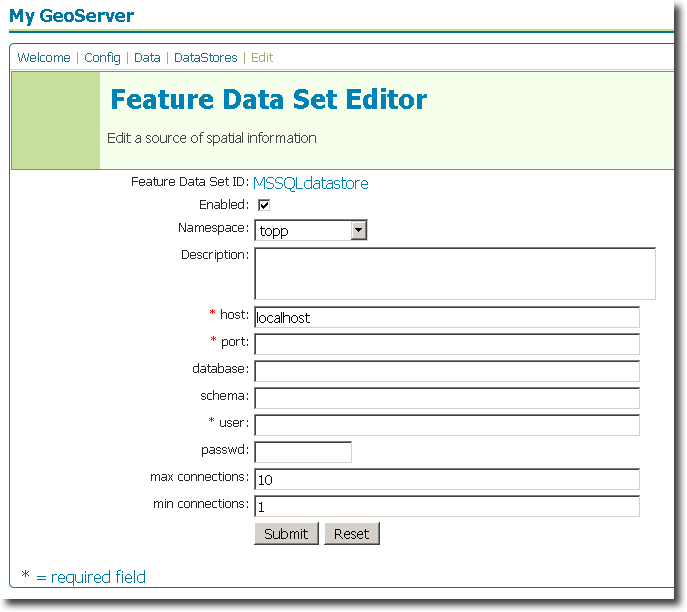 My GeoServer
Welcome | Config | Data | DataStores | Edit
Feature Data Set Editor
Edit a source of spatial information
Feature Data Set ID: MSSQLdatastore
Enabled:
Namespace: topp
Description:
* host: localhost
* port:
database:
schema:
* user:
passwd:
max connections: 10
min connections: 1
Submit Reset
* = required field